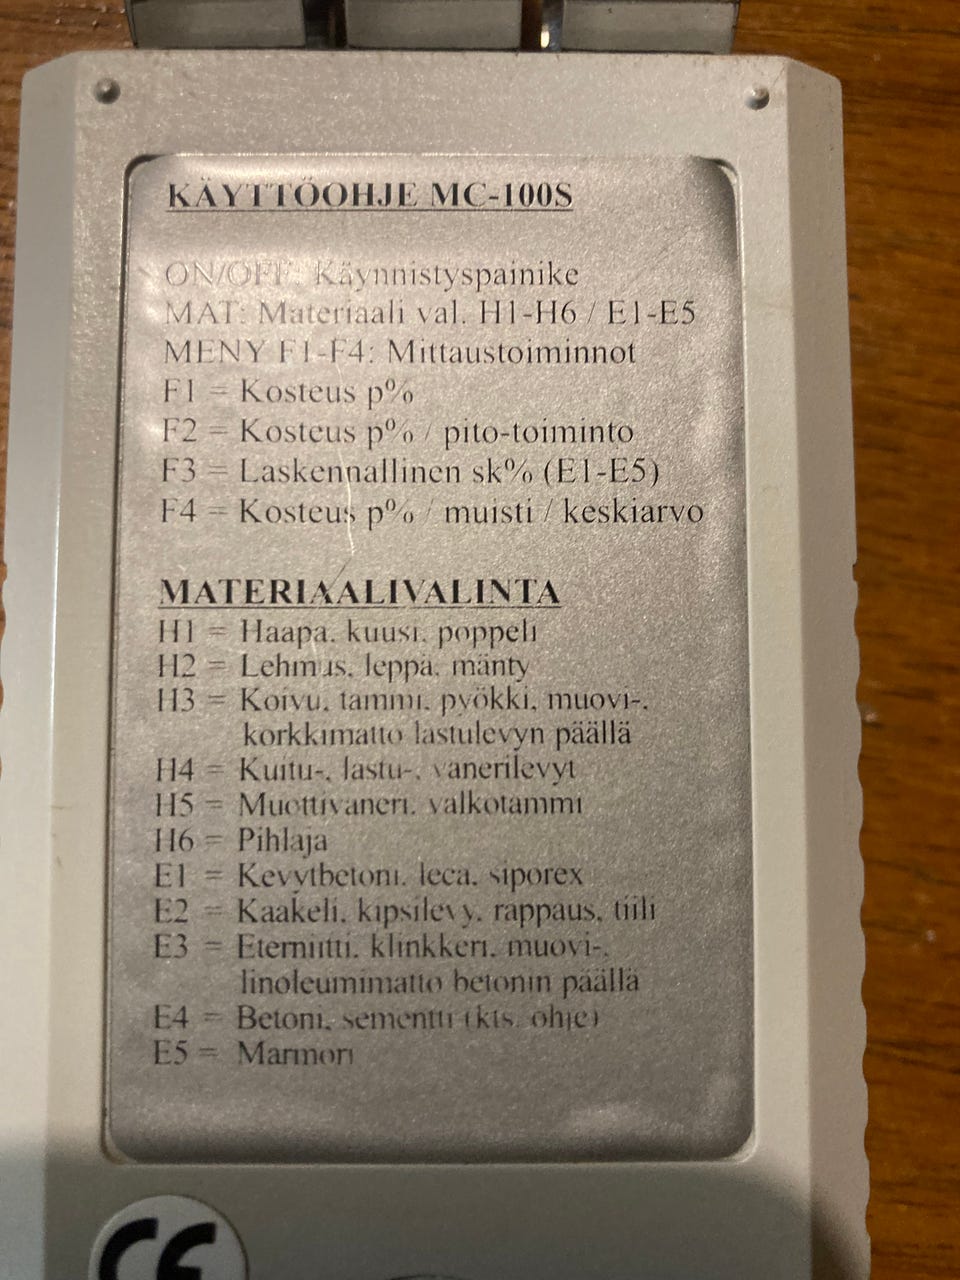 KÄYTTÖOHJE MC-100S
ON/OFF: Käynnistyspainike
MAT: Materiaali val. H1-H6 / E1-E5
MENY F1-F4: Mittaustoiminnot
F1 = Kosteus p%
F2 = Kosteus p% / pito-toiminto
F3 = Laskennallinen sk% (E1-E5)
F4 = Kosteus p% / muisti / keskiarvo
MATERIAALIVALINTA
H1 = Haapa, kuusi, poppeli
H2 = Lehmus, leppä, mänty
H3 = Koivu, tammi, pyökki, muovi-,
korkkimatto lastulevyn päällä
H4 = Kuitu-, lastu-, vanerilevyt
H5 = Muottivaneri, valkotammi
H6 = Pihlaja
E1 = Kevytbetoni, leca, siporex
E2 = Kaakeli, kipsilevy, rappaus, tiili
E3 = Eterniitti, klinkkeri, muovi-,
linoleumimatto betonin päällä
E4 = Betoni, sementti (kts. ohje)
E5 = Marmori
CE